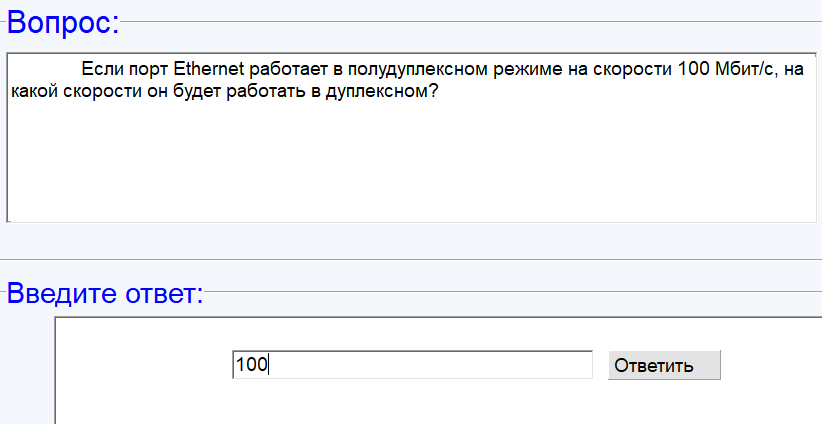 Вопрос:
Если порт Ethernet работает в полудуплексном режиме на скорости 100 Мбит/с, на
какой скорости он будет работать в дуплексном?
Введите ответ:
100
Ответить